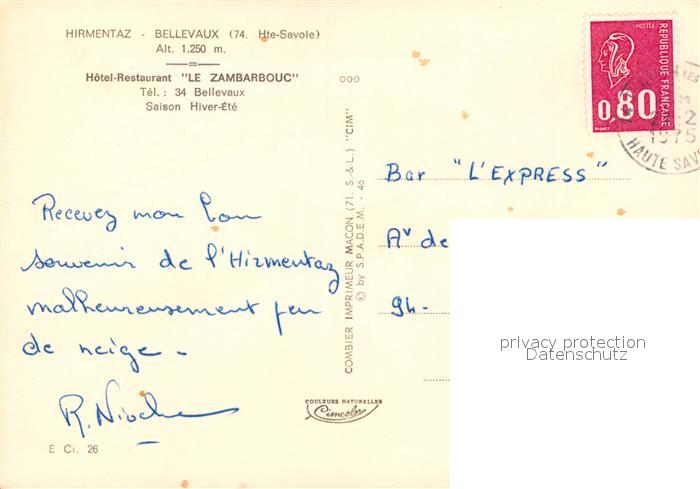 HIRMENTAZ - BELLEVAUX (74. Hte-Savoie)
Alt. 1.250 m.
Hôtel-Restaurant "LE ZAMBARBOUC"
Tél. : 34 Bellevaux
Saison Hiver-Été
Recevez mon bon
souvenir de l'Hirmentaz
malheureusement peu
de neige -
E Ci. 26
COMBIER IMPRIMEUR MACON (71. S.-&L.) "CIM"
© by S.P.A.D.E.M. - 46
COULEURS NATURELLES
Cimcolor
POSTES
RÉPUBLIQUE FRANÇAISE
0,80
1975
HAUTE SAV
Bar "L'EXPRESS"
Av de
94-
privacy protection
Datenschutz